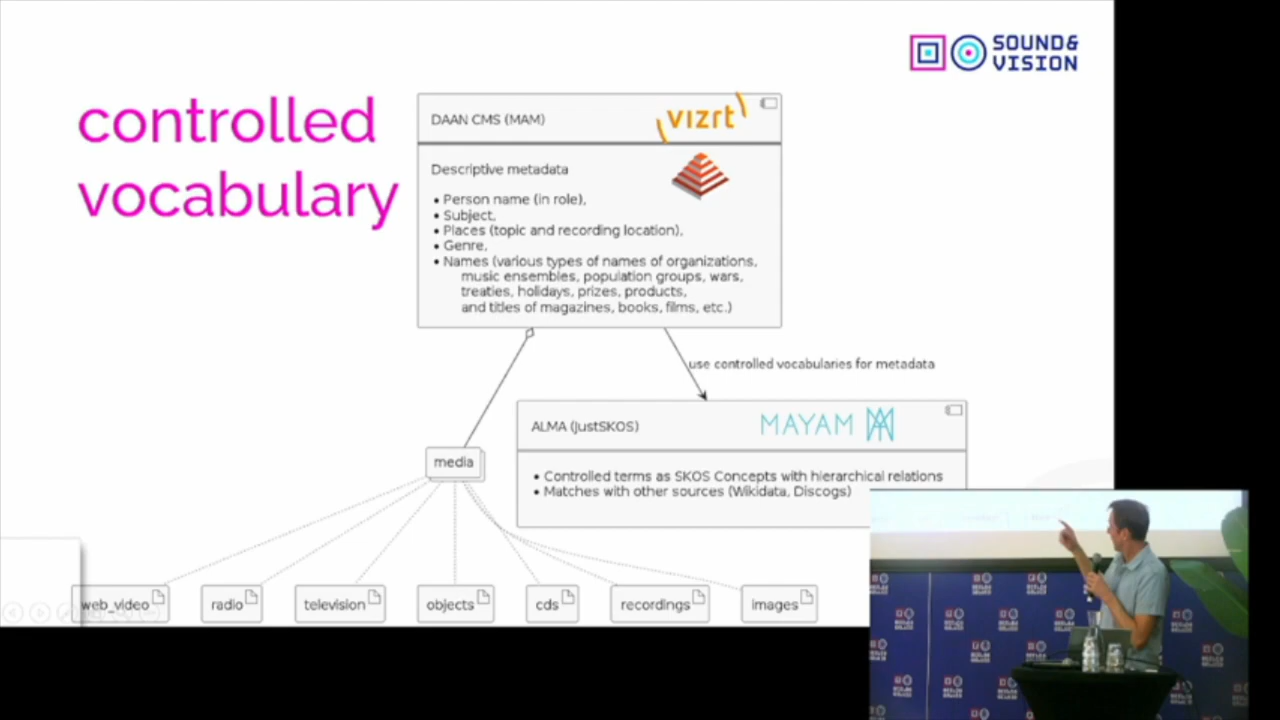 SOUND&
VISION
controlled
vocabulary
DAAN CMS (MAM)
vizrt
Descriptive metadata
• Person name (in role),
• Subject,
• Places (topic and recording location),
• Genre,
• Names (various types of names of organizations,
music ensembles, population groups, wars,
treaties, holidays, prizes, products,
and titles of magazines, books, films, etc.)
use controlled vocabularies for metadata
ALMA (JustSKOS)
MAYAM
• Controlled terms as SKOS Concepts with hierarchical relations
• Matches with other sources (Wikidata, Discogs)
media
web_video
radio
television
objects
cds
recordings
images